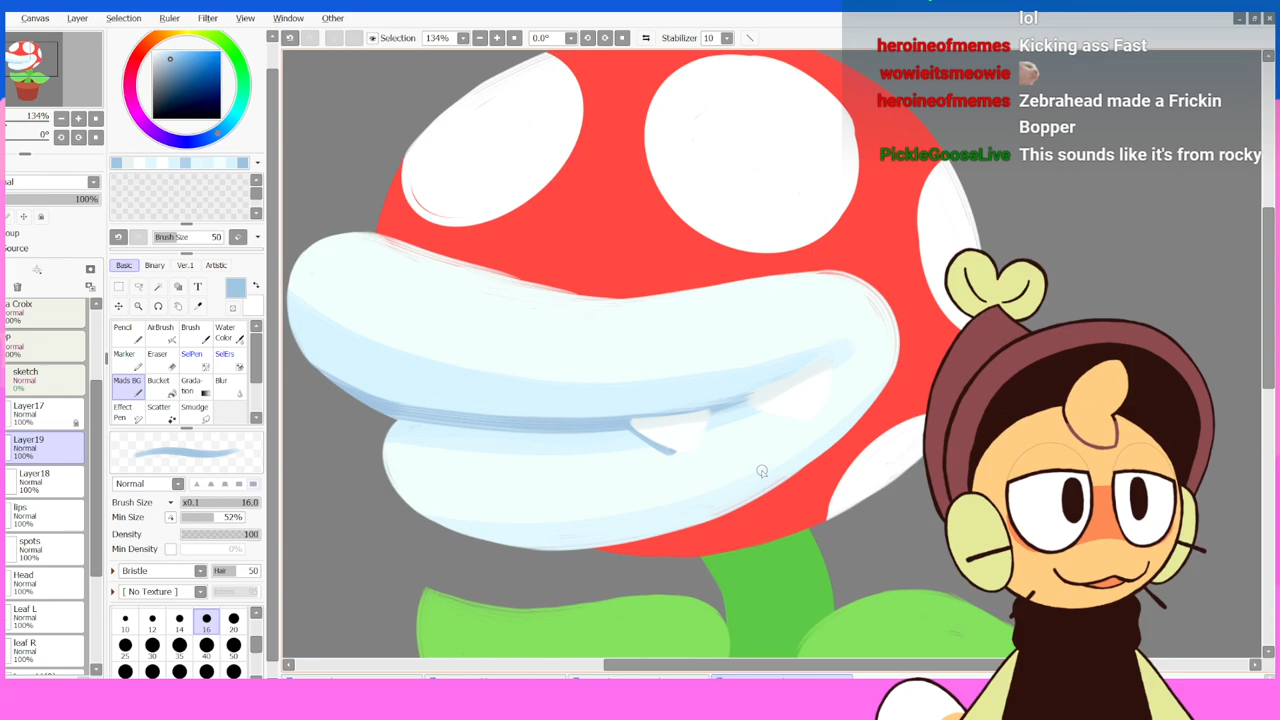 Canvas Layer Selection Ruler Filter View Window Other
Selection 134% 0.0° Stabilizer 10
lol
heroineofmemes Kicking ass Fast
wowieitsmeowie
heroineofmemes Zebrahead made a Frickin
Bopper
PickleGooseLive This sounds like it's from rocky
134%
0°
100%
Source
Normal
100%
Normal
100%
sketch
Normal
0%
Layer17
Normal
100%
Layer19
Normal
100%
Layer18
Normal
100%
lips
Normal
100%
spots
Normal
100%
Head
Normal
100%
Leaf L
Normal
100%
leaf R
Normal
100%
Brush Size 50
Basic Binary Ver.1 Artistic
T
Pencil AirBrush Brush Water
Color
Marker Eraser SelPen SelErs
Mads BG Bucket Grada-
tion Blur
Effect
Pen Scatter Smudge
Normal
Brush Size x0.1 16.0
Min Size 52%
Density 100
Min Density
Bristle Hair 50
[ No Texture ] 95
10 12 14 16 20
25 30 35 40 50